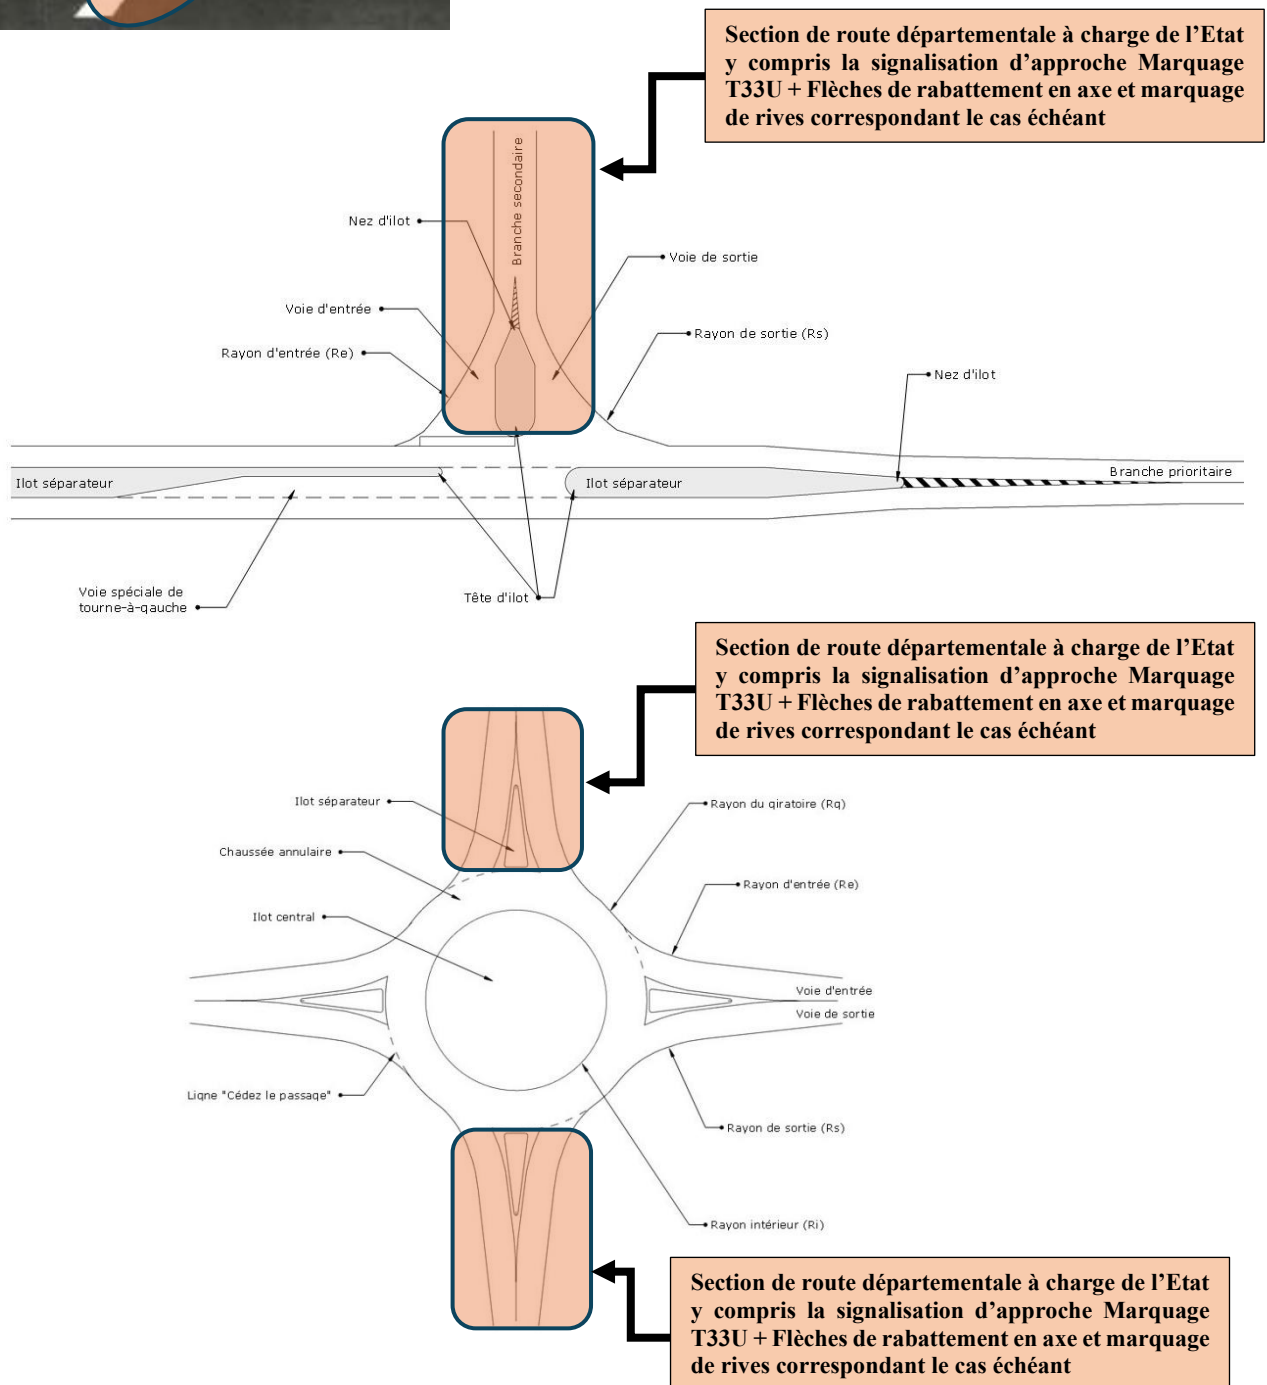 Section de route départementale à charge de l'Etat
y compris la signalisation d'approche Marquage
T33U + Flèches de rabattement en axe et marquage
de rives correspondant le cas échéant
Branche secondaire
Nez d'ilot
Voie de sortie
Voie d'entrée
Rayon de sortie (Rs)
Rayon d'entrée (Re)
Nez d'ilot
Branche prioritaire
Ilot séparateur
Ilot séparateur
Voie spéciale de
tourne-à-gauche
Tête d'ilot
Section de route départementale à charge de l'Etat
y compris la signalisation d'approche Marquage
T33U + Flèches de rabattement en axe et marquage
de rives correspondant le cas échéant
Ilot séparateur
Rayon du giratoire (Rg)
Chaussée annulaire
Rayon d'entrée (Re)
Ilot central
Voie d'entrée
Voie de sortie
Ligne "Cédez le passage"
Rayon de sortie (Rs)
Rayon intérieur (Ri)
Section de route départementale à charge de l'Etat
y compris la signalisation d'approche Marquage
T33U + Flèches de rabattement en axe et marquage
de rives correspondant le cas échéant